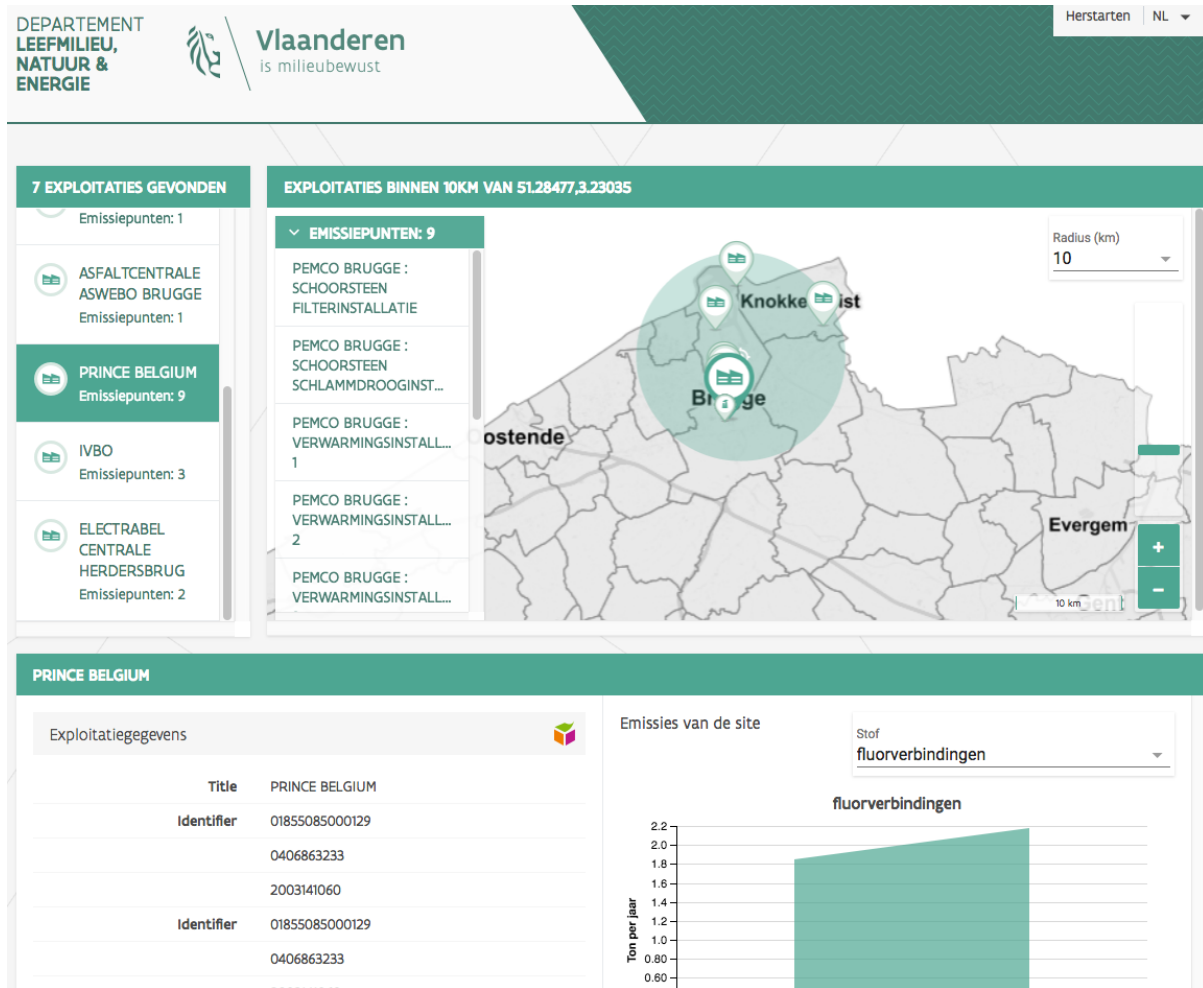 DEPARTEMENT
LEEFMILIEU,
NATUUR &
ENERGIE
Vlaanderen
is milieubewust
Herstarten
NL
7 EXPLOITATIES GEVONDEN
Emissiepunten: 1
ASFALTCENTRALE
ASWEBO BRUGGE
Emissiepunten: 1
PRINCE BELGIUM
Emissiepunten: 9
IVBO
Emissiepunten: 3
ELECTRABEL
CENTRALE
HERDERSBRUG
Emissiepunten: 2
EXPLOITATIES BINNEN 10KM VAN 51.28477,3.23035
EMISSIEPUNTEN: 9
PEMCO BRUGGE :
SCHOORSTEEN
FILTERINSTALLATIE
PEMCO BRUGGE :
SCHOORSTEEN
SCHLAMMDROOGINST...
PEMCO BRUGGE :
VERWARMINGSINSTALL...
1
PEMCO BRUGGE :
VERWARMINGSINSTALL...
2
PEMCO BRUGGE :
VERWARMINGSINSTALL...
Radius (km)
10
Knokke ist
Br ge
oostende
Evergem
+
−
10 km
Gent
PRINCE BELGIUM
Exploitatiegegevens
Title PRINCE BELGIUM
Identifier 01855085000129
0406863233
2003141060
Identifier 01855085000129
0406863233
Emissies van de site
Stof
fluorverbindingen
fluorverbindingen
Ton per jaar
2.2
2.0
1.8
1.6
1.4
1.2
1.0
0.80
0.60